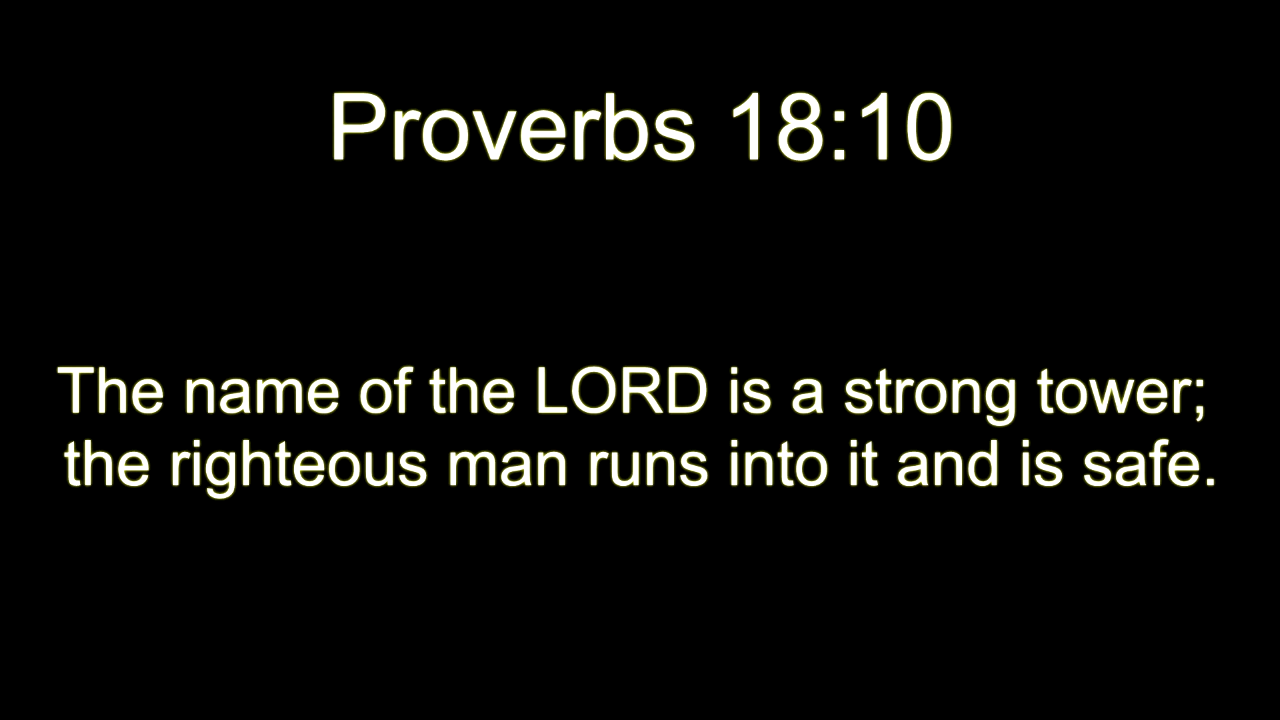 Proverbs 18:10
The name of the LORD is a strong tower;
the righteous man runs into it and is safe.